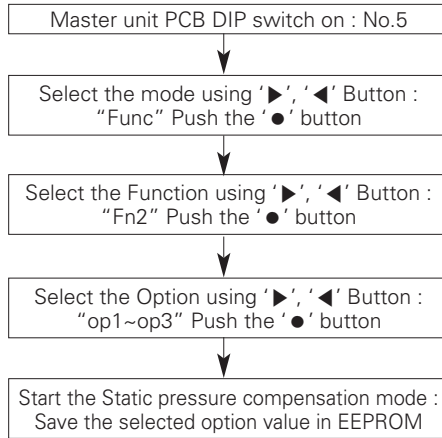 Master unit PCB DIP switch on : No.5
Select the mode using ‘▶’, ‘◀’ Button :
“Func” Push the ‘●’ button
Select the Function using ‘▶’, ‘◀’ Button :
“Fn2” Push the ‘●’ button
Select the Option using ‘▶’, ‘◀’ Button :
“op1~op3” Push the ‘●’ button
Start the Static pressure compensation mode :
Save the selected option value in EEPROM